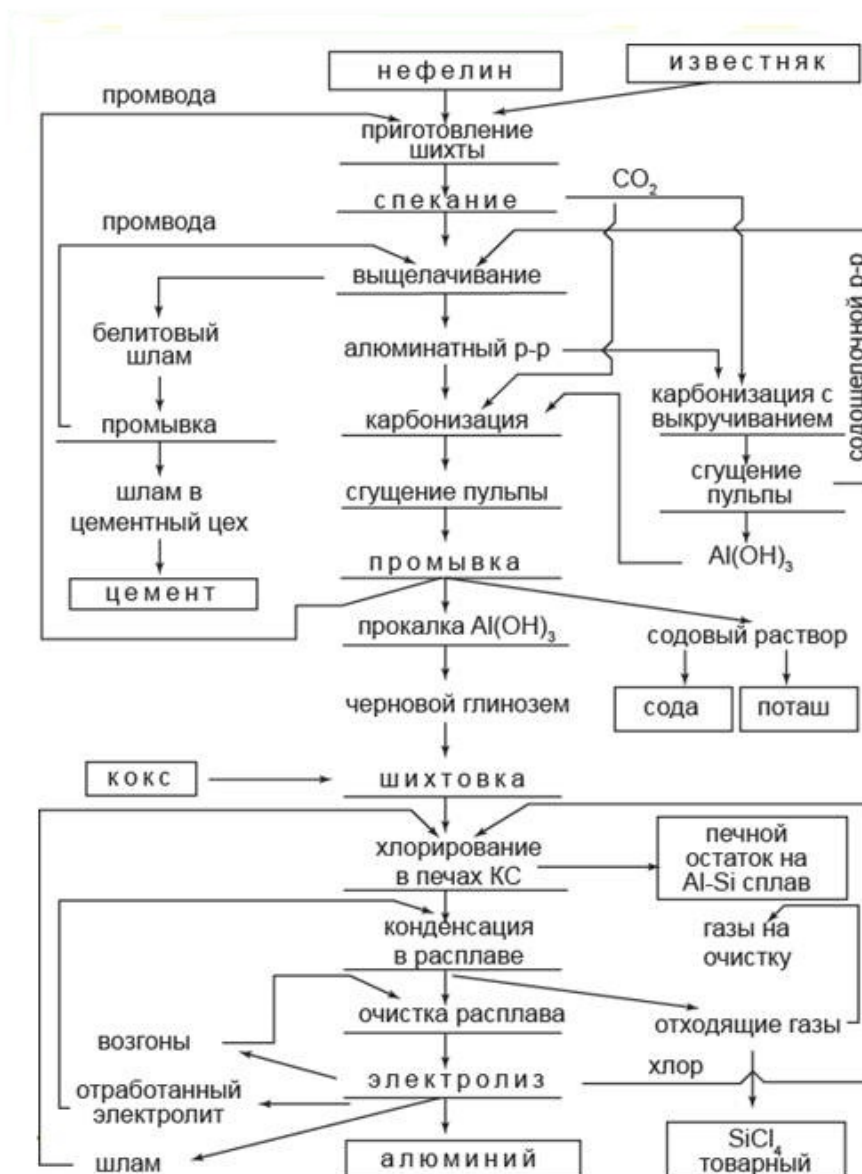 нефелин
известняк
промвода
приготовление
шихты
CO₂
спекание
промвода
выщелачивание
содощелочной р-р
белитовый
шлам
алюминатный р-р
карбонизация с
выкручиванием
промывка
карбонизация
сгущение
пульпы
шлам в
цементный цех
сгущение пульпы
Al(OH)₃
промывка
цемент
прокалка Al(OH)₃
содовый раствор
черновой глинозем
сода
поташ
кокс
шихтовка
хлорирование
в печах КС
печной
остаток на
Al-Si сплав
конденсация
в расплаве
газы на
очистку
очистка расплава
отходящие газы
возгоны
хлор
электролиз
отработанный
электролит
шлам
алюминий
SiCl₄
товарный